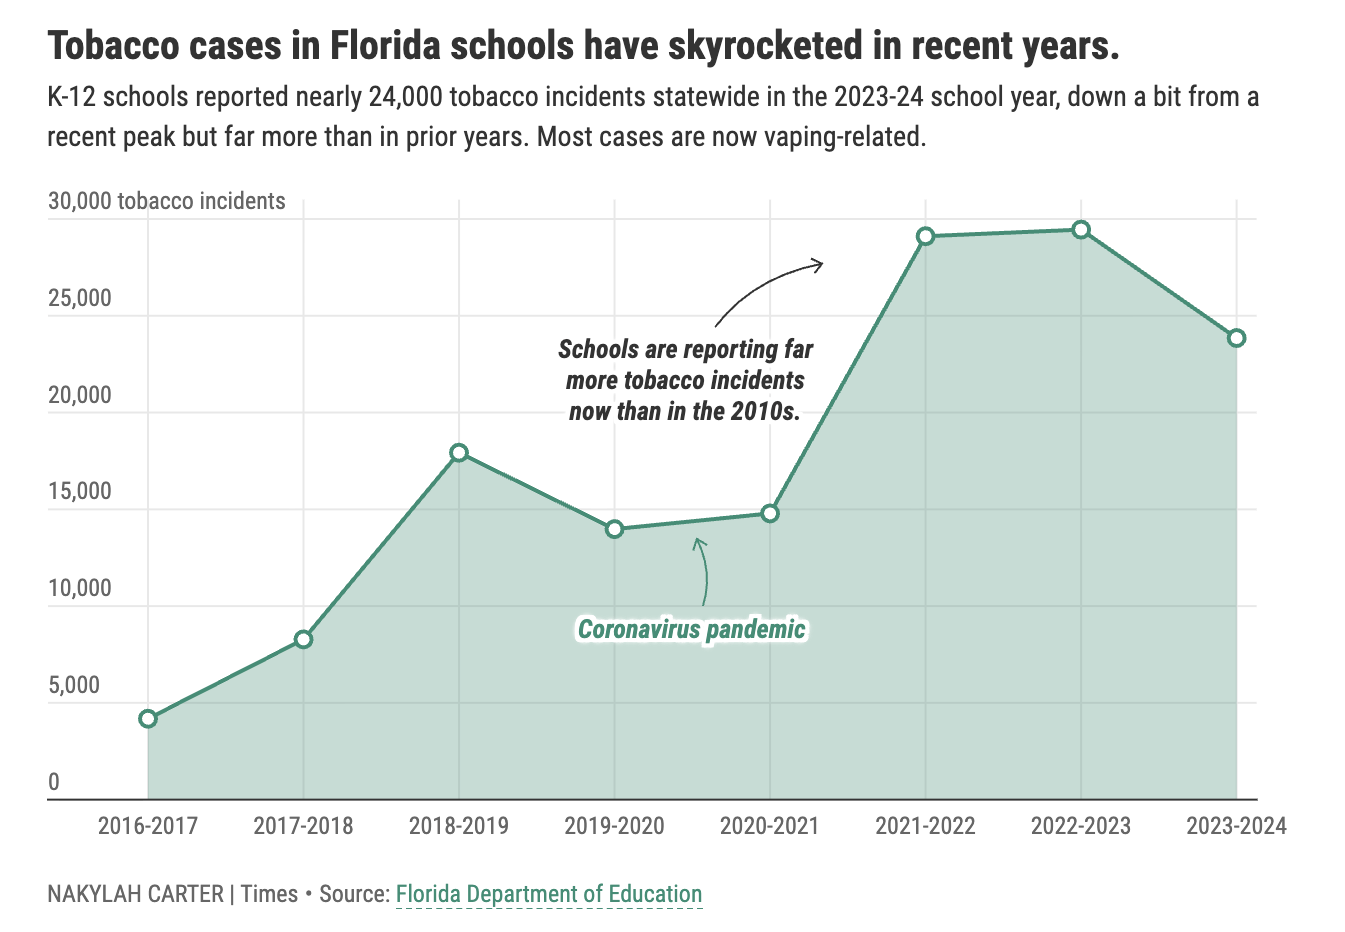 Tobacco cases in Florida schools have skyrocketed in recent years.
K-12 schools reported nearly 24,000 tobacco incidents statewide in the 2023-24 school year, down a bit from a
recent peak but far more than in prior years. Most cases are now vaping-related.
30,000 tobacco incidents
25,000
Schools are reporting far
more tobacco incidents
now than in the 2010s.
20,000
15,000
10,000
Coronavirus pandemic
5,000
0
2016-2017 2017-2018 2018-2019 2019-2020 2020-2021 2021-2022 2022-2023 2023-2024
NAKYLAH CARTER | Times • Source: Florida Department of Education